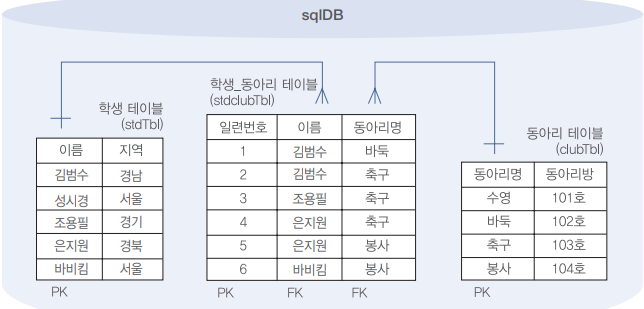 sqlDB
학생 테이블
(stdTbl)
이름 지역
김범수 경남
성시경 서울
조용필 경기
은지원 경북
바비킴 서울
PK
학생_동아리 테이블
(stdclubTbl)
일련번호 이름 동아리명
1 김범수 바둑
2 김범수 축구
3 조용필 축구
4 은지원 축구
5 은지원 봉사
6 바비킴 봉사
PK FK FK
동아리 테이블
(clubTbl)
동아리명 동아리방
수영 101호
바둑 102호
축구 103호
봉사 104호
PK